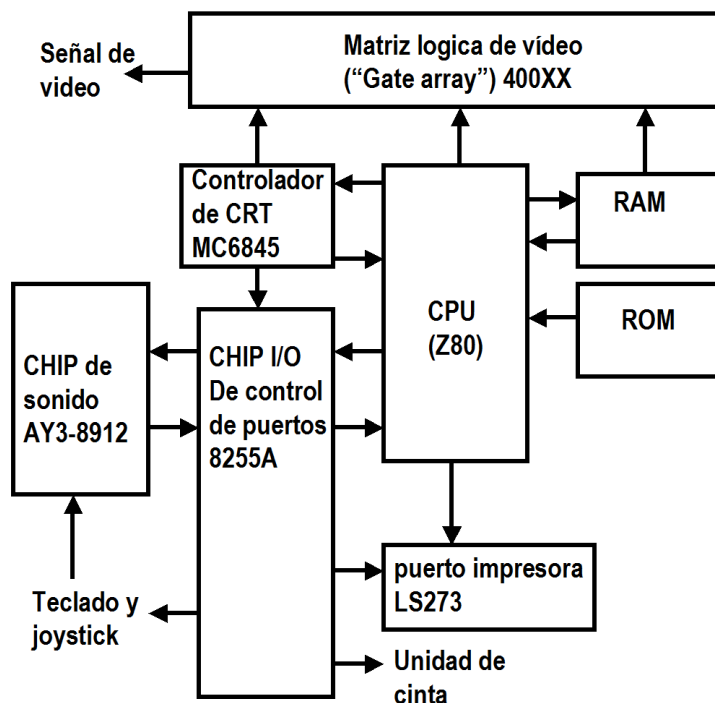 Señal de
video
Matriz logica de vídeo
(“Gate array”) 400XX
Controlador
de CRT
MC6845
CPU
(Z80)
RAM
ROM
CHIP de
sonido
AY3-8912
CHIP I/O
De control
de puertos
8255A
puerto impresora
LS273
Teclado y
joystick
Unidad de
cinta